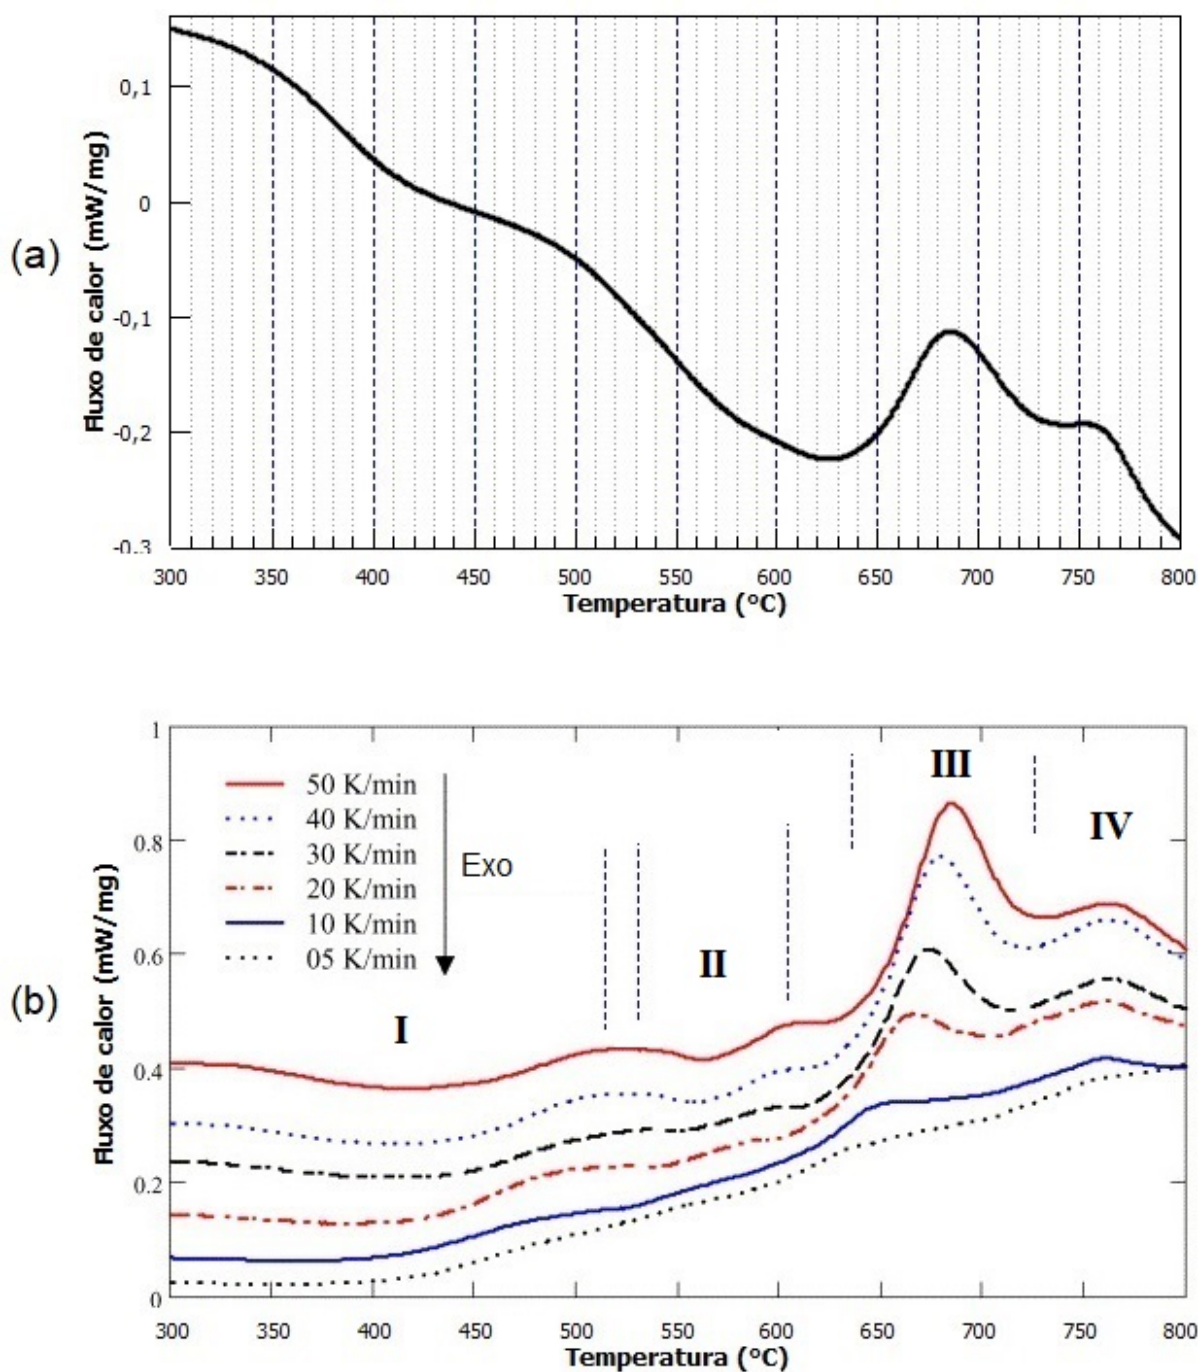 (a)
Fluxo de calor (mW/mg)
0,1
0
-0,1
-0,2
-0.3
300 350 400 450 500 550 600 650 700 750 800
Temperatura (°C)
(b)
Fluxo de calor (mW/mg)
1
0.8
0.6
0.4
0.2
0
50 K/min
40 K/min
30 K/min
20 K/min
10 K/min
05 K/min
Exo
I
II
III
IV
300 350 400 450 500 550 600 650 700 750 800
Temperatura (°C)